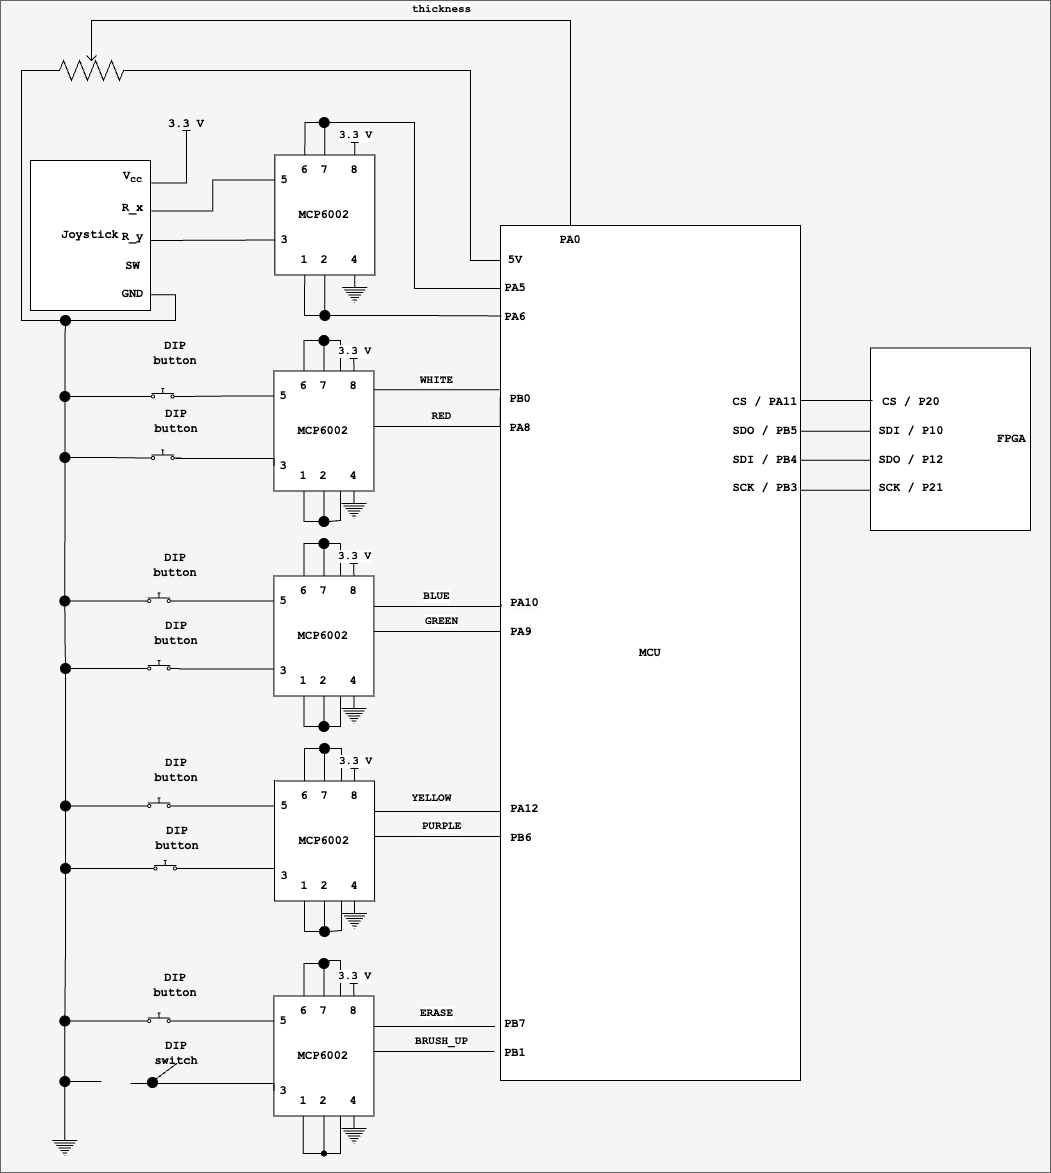 thickness
3.3 V
3.3 V
Vcc
R_x
Joystick R_y
SW
GND
6 7 8
5
MCP6002
3
1 2 4
PA0
5V
PA5
PA6
DIP
button
DIP
button
3.3 V
6 7 8
5
MCP6002
3
1 2 4
WHITE
RED
PB0
PA8
CS / PA11
SDO / PB5
SDI / PB4
SCK / PB3
CS / P20
SDI / P10
SDO / P12
SCK / P21
FPGA
DIP
button
DIP
button
3.3 V
6 7 8
5
MCP6002
3
1 2 4
BLUE
GREEN
PA10
PA9
MCU
DIP
button
DIP
button
3.3 V
6 7 8
5
MCP6002
3
1 2 4
YELLOW
PURPLE
PA12
PB6
DIP
button
DIP
switch
3.3 V
6 7 8
5
MCP6002
3
1 2 4
ERASE
BRUSH_UP
PB7
PB1